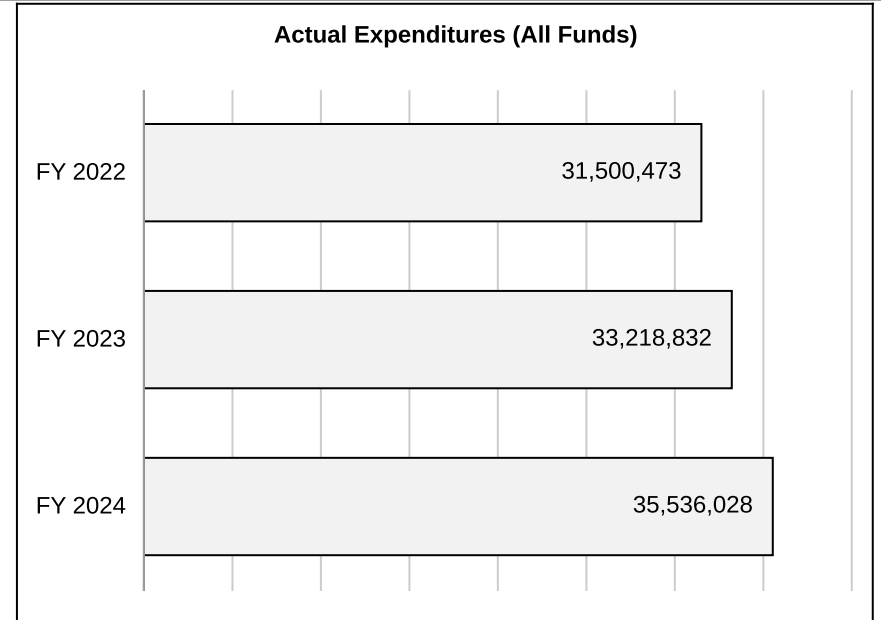 Actual Expenditures (All Funds)
FY 2022 31,500,473
FY 2023 33,218,832
FY 2024 35,536,028